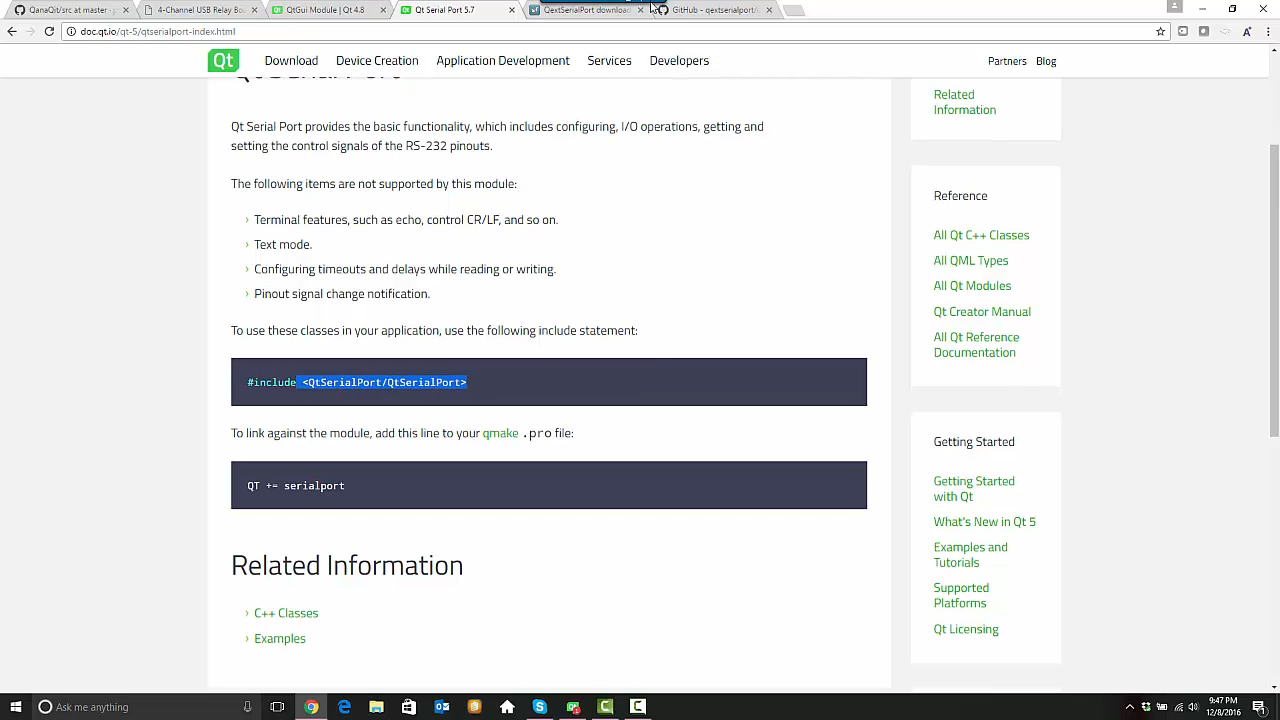 QanaQit/src at master ·
4-Channel USB Relay Boa
QtGui Module | Qt 4.8
Qt Serial Port 5.7
QextSerialPort download
GitHub - qextserialport/
doc.qt.io/qt-5/qtserialport-index.html
Qt
Download
Device Creation
Application Development
Services
Developers
Partners
Blog
Qt Serial Port
Qt Serial Port provides the basic functionality, which includes configuring, I/O operations, getting and
setting the control signals of the RS-232 pinouts.
The following items are not supported by this module:
› Terminal features, such as echo, control CR/LF, and so on.
› Text mode.
› Configuring timeouts and delays while reading or writing.
› Pinout signal change notification.
To use these classes in your application, use the following include statement:
#include <QtSerialPort/QtSerialPort>
To link against the module, add this line to your qmake .pro file:
QT += serialport
Related Information
› C++ Classes
› Examples
Related
Information
Reference
All Qt C++ Classes
All QML Types
All Qt Modules
Qt Creator Manual
All Qt Reference
Documentation
Getting Started
Getting Started
with Qt
What's New in Qt 5
Examples and
Tutorials
Supported
Platforms
Qt Licensing
Ask me anything
9:47 PM
12/8/2016